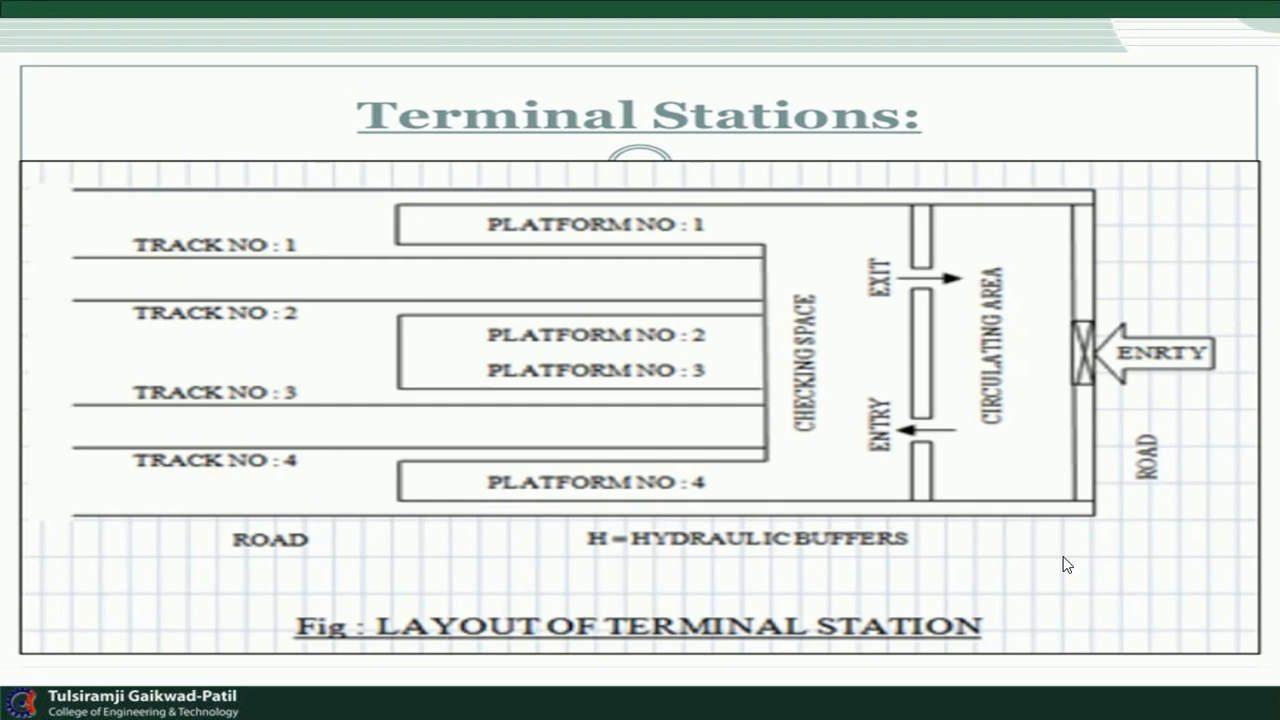 Terminal Stations:
PLATFORM NO : 1
TRACK NO : 1
EXIT
TRACK NO : 2
PLATFORM NO : 2
PLATFORM NO : 3
CHECKING SPACE
CIRCULATING AREA
ENRTY
TRACK NO : 3
ENTRY
TRACK NO : 4
PLATFORM NO : 4
ROAD
ROAD
H = HYDRAULIC BUFFERS
Fig : LAYOUT OF TERMINAL STATION
Tulsiramji Gaikwad-Patil
College of Engineering & Technology